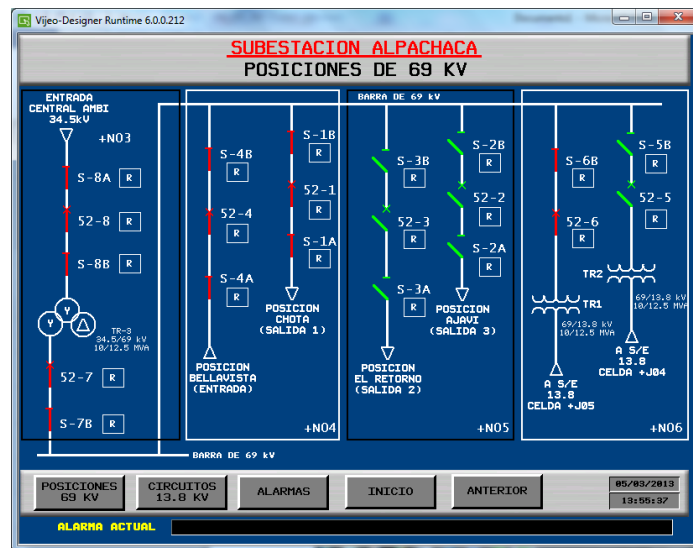 Vijeo-Designer Runtime 6.0.0.212
SUBESTACION ALPACHACA
POSICIONES DE 69 KV
ENTRADA
CENTRAL AMBI
34.5kV
+NO3
S-8A R
52-8 R
S-8B R
Y
Y
TR-3
34.5/69 kV
10/12.5 MVA
52-7 R
S-7B R
BARRA DE 69 kV
S-4B
R
52-4
R
S-4A
R
POSICION
BELLAVISTA
(ENTRADA)
S-1B
R
52-1
R
S-1A
R
POSICION
CHOTA
(SALIDA 1)
+NO4
BARRA DE 69 kV
S-3B
R
52-3
R
S-3A
R
POSICION
EL RETORNO
(SALIDA 2)
S-2B
R
52-2
R
S-2A
R
POSICION
AJAVI
(SALIDA 3)
+NO5
S-6B
R
52-6
R
TR1
69/13.8 kV
10/12.5 MVA
A S/E
13.8
CELDA +J05
S-5B
R
52-5
R
TR2
69/13.8 kV
10/12.5 MVA
A S/E
13.8
CELDA +J04
+NO6
POSICIONES
69 KV
CIRCUITOS
13.8 KV
ALARMAS
INICIO
ANTERIOR
05/03/2013
13:55:37
ALARMA ACTUAL